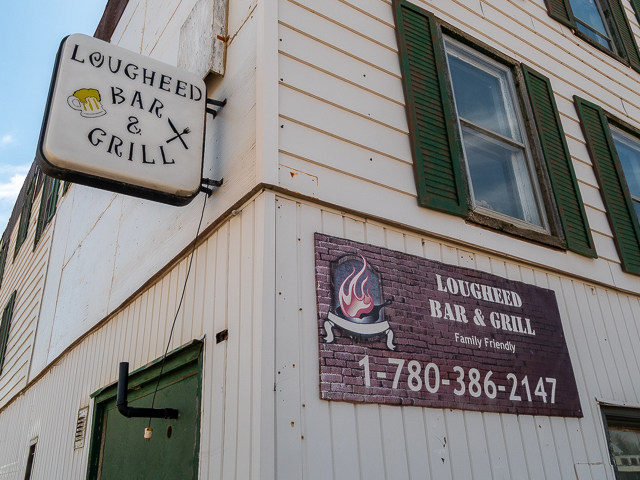 LOUGHEED
BAR
&
GRILL
LOUGHEED
BAR & GRILL
Family Friendly
1-780-386-2147